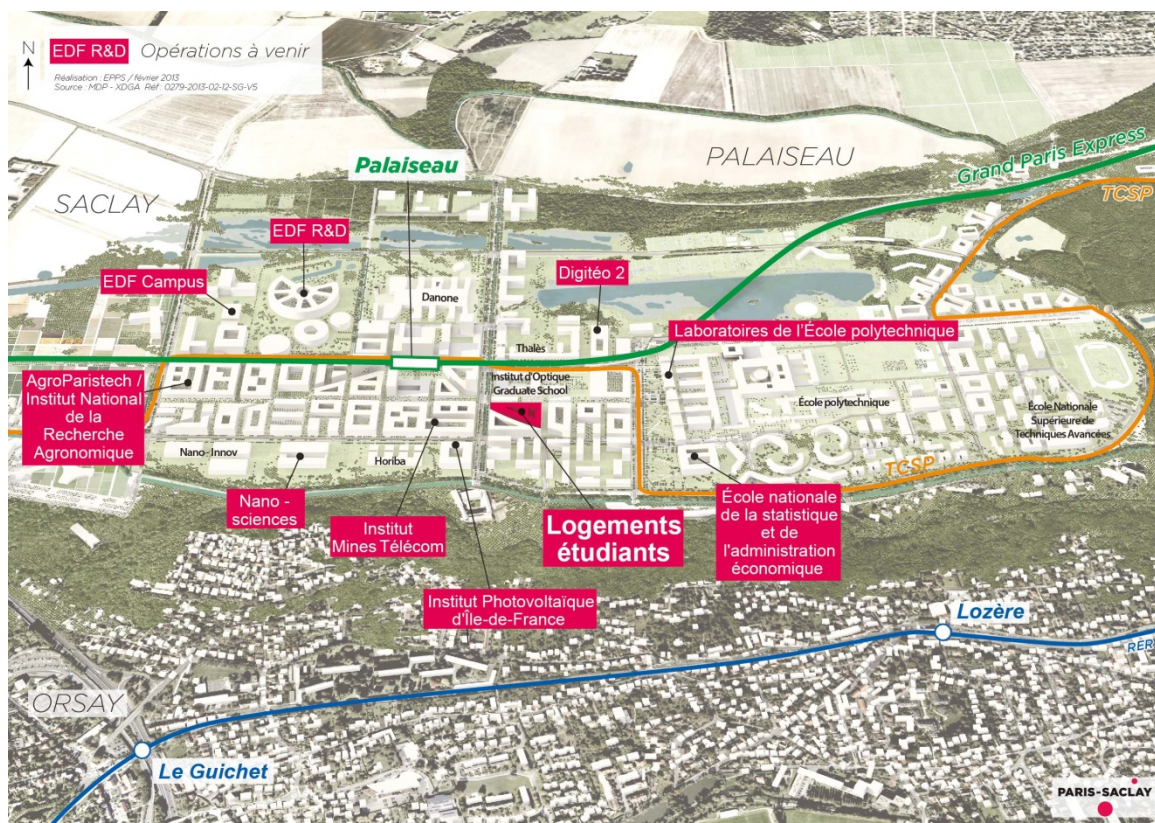 N
EDF R&D Opérations à venir
Réalisation : EPPS / février 2013
Source : MDP - XDGA Réf : 0279-2013-02-12-SG-V5
PALAISEAU
Grand Paris Express
TCSP
Palaiseau
SACLAY
EDF R&D
EDF Campus
Digitéo 2
Danone
Laboratoires de l'École polytechnique
Thalès
AgroParistech /
Institut National
de la
Recherche
Agronomique
Institut d'Optique
Graduate School
École polytechnique
École Nationale
Supérieure de
Techniques Avancées
Nano-Innov
Horiba
TCSP
Nano -
sciences
Institut
Mines Télécom
Logements
étudiants
École nationale
de la statistique
et de
l'administration
économique
Institut Photovoltaïque
d'Île-de-France
Lozère
RER
ORSAY
Le Guichet
PARIS-SACLAY